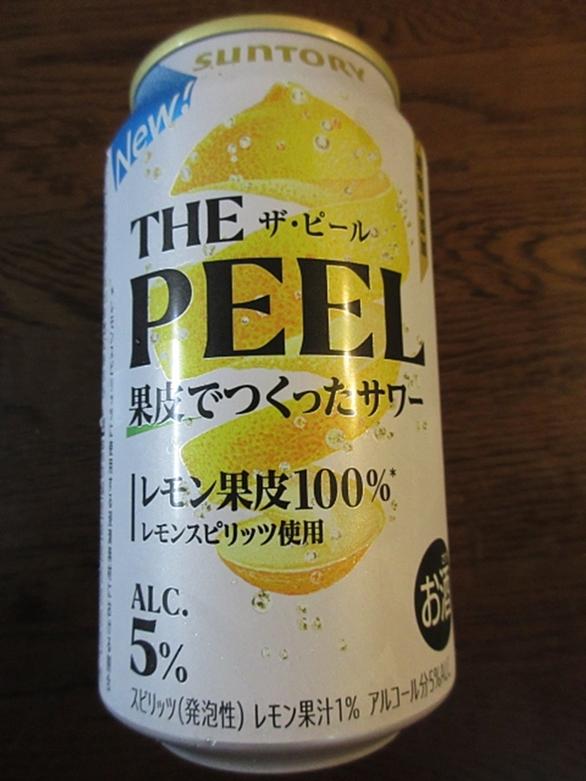 SUNTORY
New!
THE ザ・ピール
PEEL
果皮でつくったサワー
レモン果皮100%*
レモンスピリッツ使用
ALC.
5%
お酒
スピリッツ(発泡性) レモン果汁1% アルコール分5%